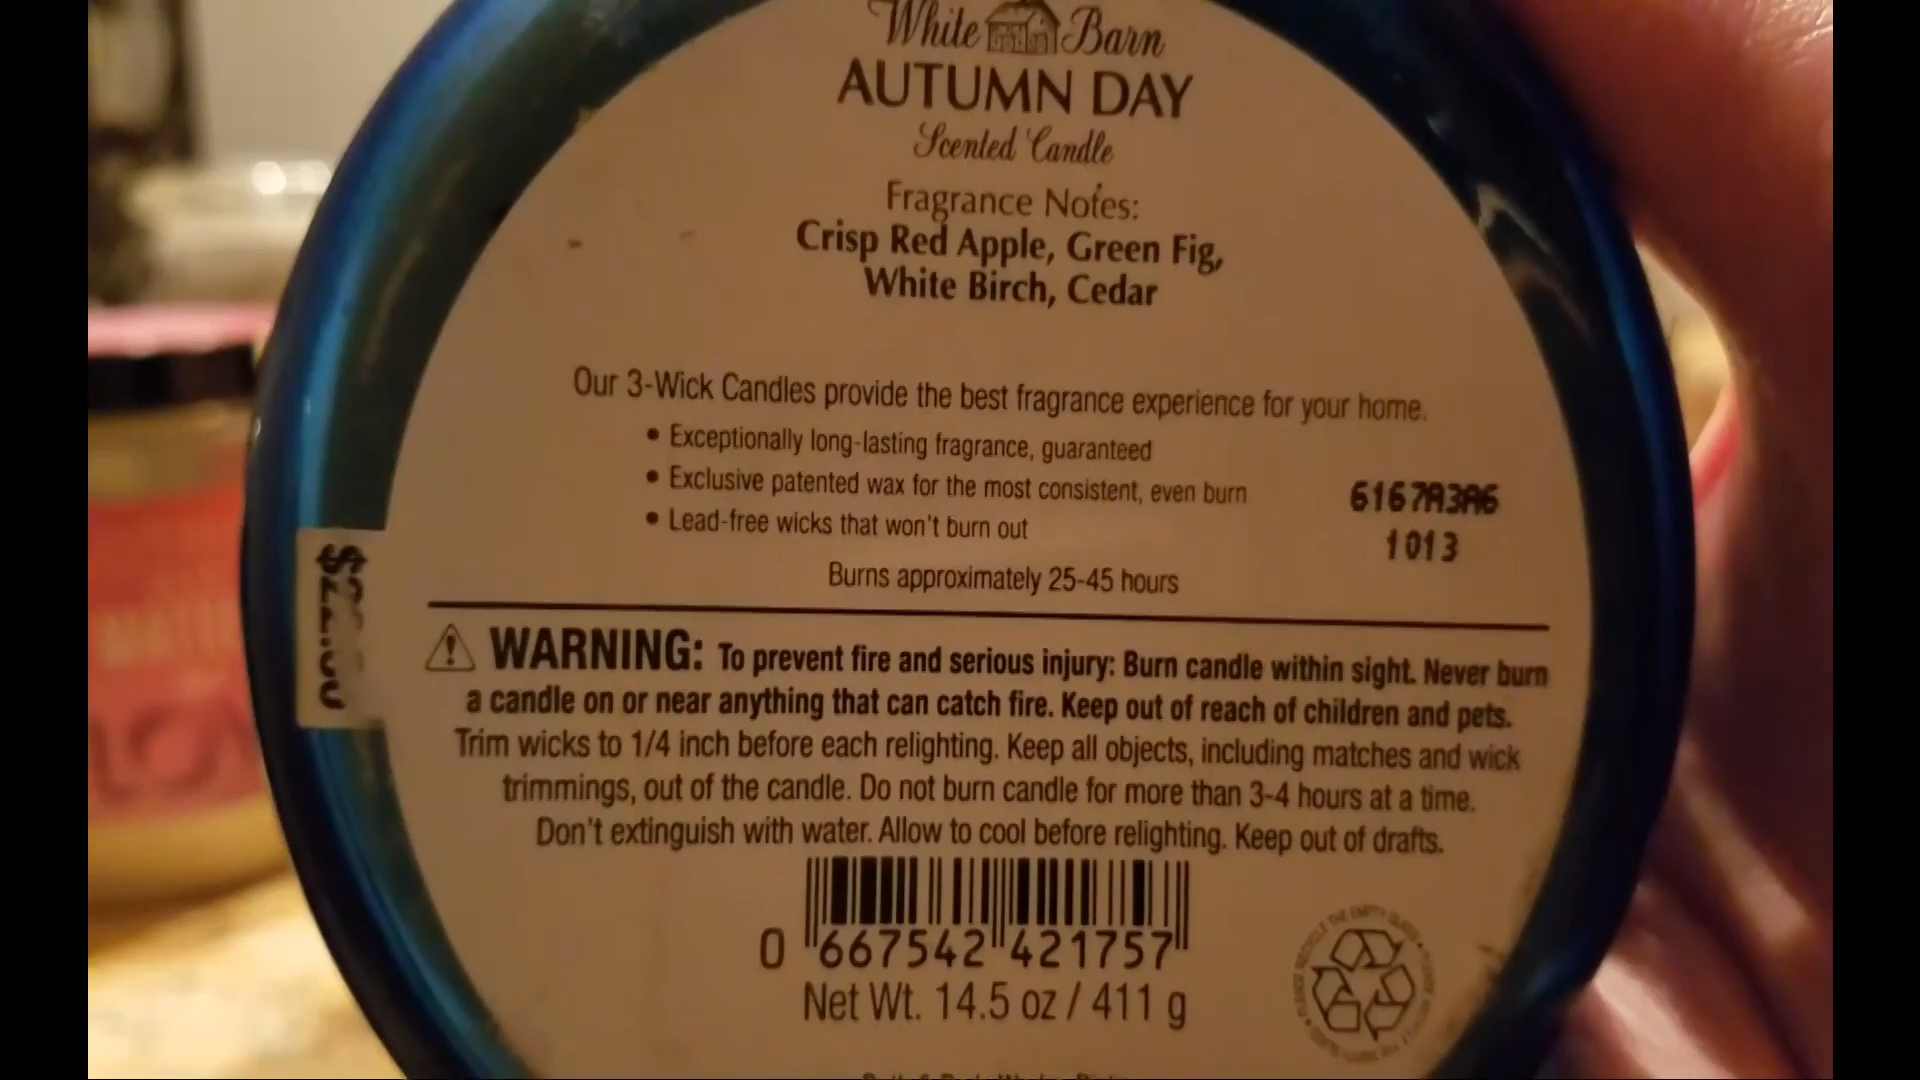 White Barn
AUTUMN DAY
Scented Candle
Fragrance Notes:
Crisp Red Apple, Green Fig,
White Birch, Cedar
Our 3-Wick Candles provide the best fragrance experience for your home.
• Exceptionally long-lasting fragrance, guaranteed
• Exclusive patented wax for the most consistent, even burn
• Lead-free wicks that won't burn out
6167A3A6
1013
Burns approximately 25-45 hours
WARNING: To prevent fire and serious injury: Burn candle within sight. Never burn
a candle on or near anything that can catch fire. Keep out of reach of children and pets.
Trim wicks to 1/4 inch before each relighting. Keep all objects, including matches and wick
trimmings, out of the candle. Do not burn candle for more than 3-4 hours at a time.
Don't extinguish with water. Allow to cool before relighting. Keep out of drafts.
0 667542 421757
Net Wt. 14.5 oz / 411 g
RECYCLE THE EMPTY GLASS • PLEASE